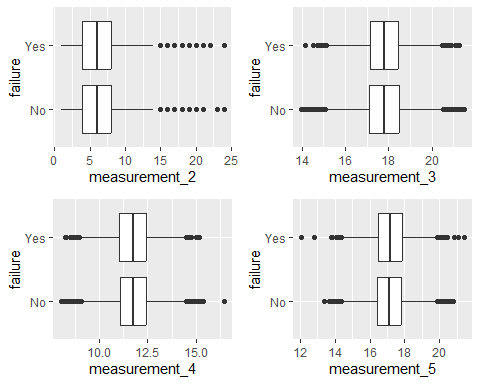 failure
Yes
No
0 5 10 15 20 25
measurement_2
failure
Yes
No
14 16 18 20
measurement_3
failure
Yes
No
10.0 12.5 15.0
measurement_4
failure
Yes
No
12 14 16 18 20
measurement_5